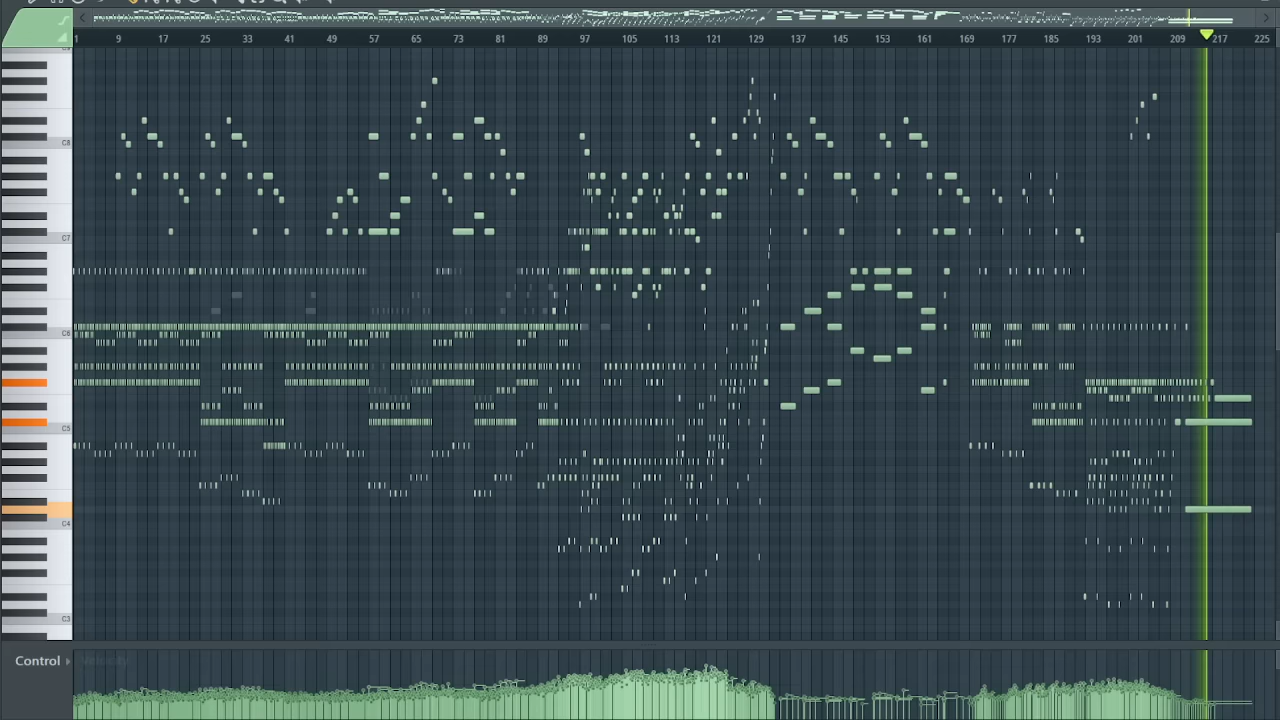 1 9 17 25 33 41 49 57 65 73 81 89 97 105 113 121 129 137 145 153 161 169 177 185 193 201 209 217 225
C8
C7
C6
C5
C4
C3
Control Velocity